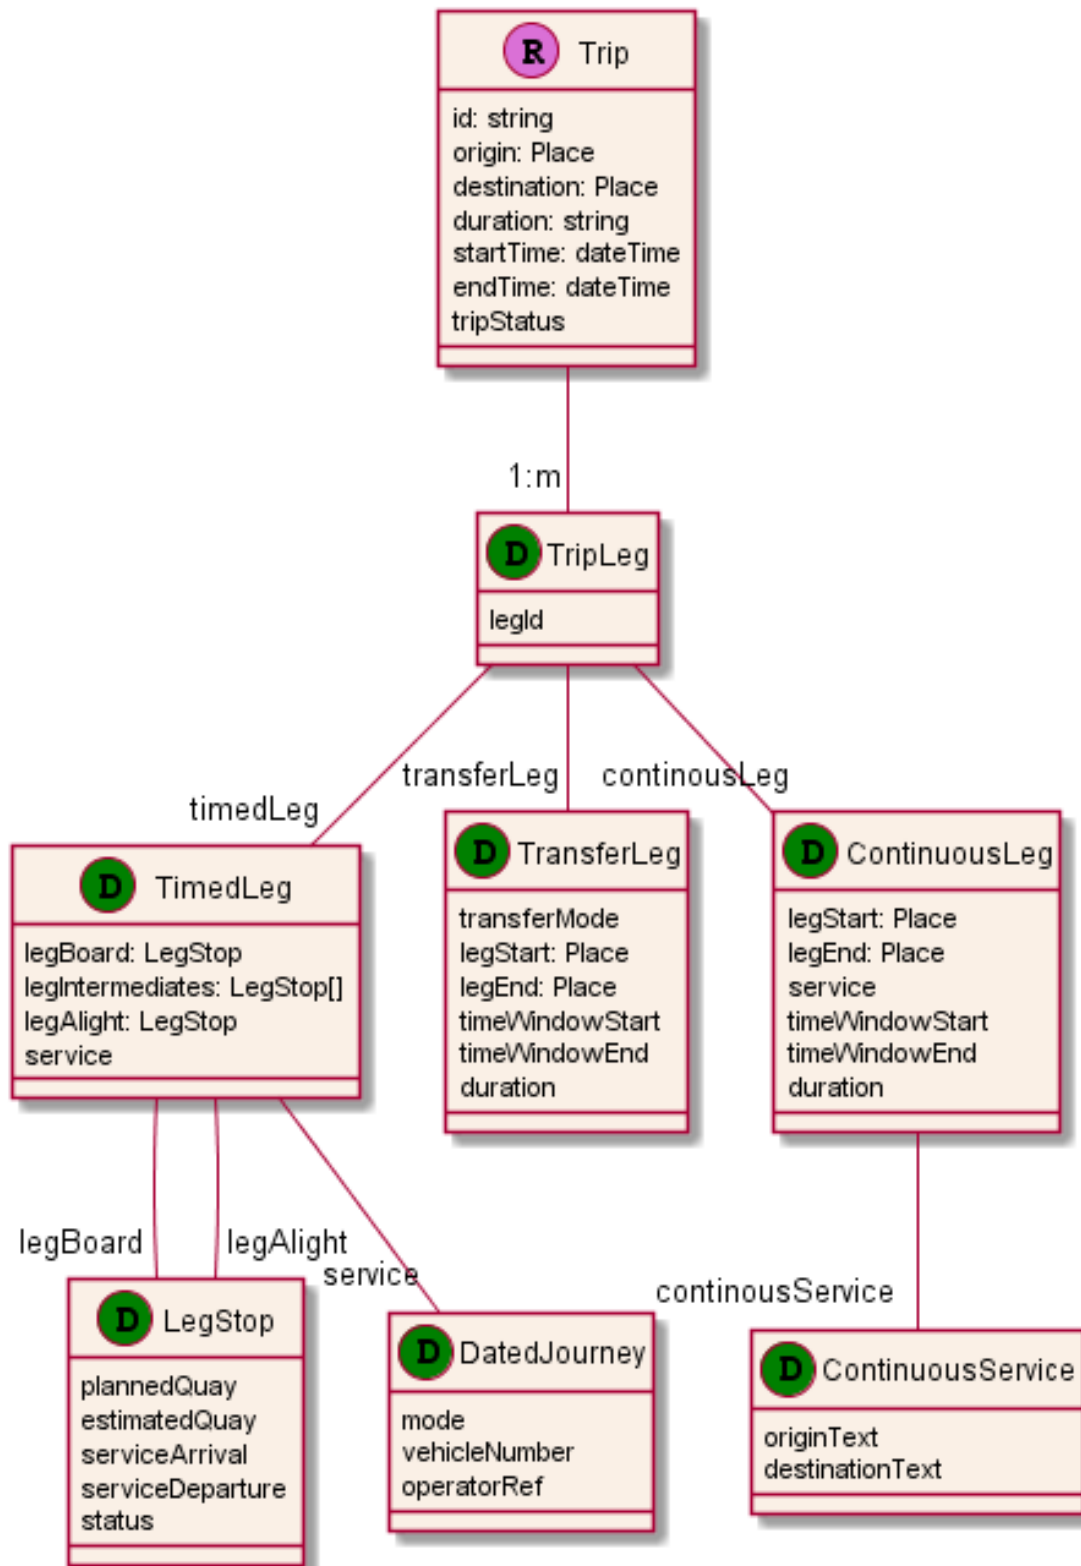 R Trip
id: string
origin: Place
destination: Place
duration: string
startTime: dateTime
endTime: dateTime
tripStatus
1:m
D TripLeg
legId
timedLeg
transferLeg
continousLeg
D TimedLeg
legBoard: LegStop
legIntermediates: LegStop[]
legAlight: LegStop
service
D TransferLeg
transferMode
legStart: Place
legEnd: Place
timeWindowStart
timeWindowEnd
duration
D ContinuousLeg
legStart: Place
legEnd: Place
service
timeWindowStart
timeWindowEnd
duration
legBoard
legAlight
service
continousService
D LegStop
plannedQuay
estimatedQuay
serviceArrival
serviceDeparture
status
D DatedJourney
mode
vehicleNumber
operatorRef
D ContinuousService
originText
destinationText